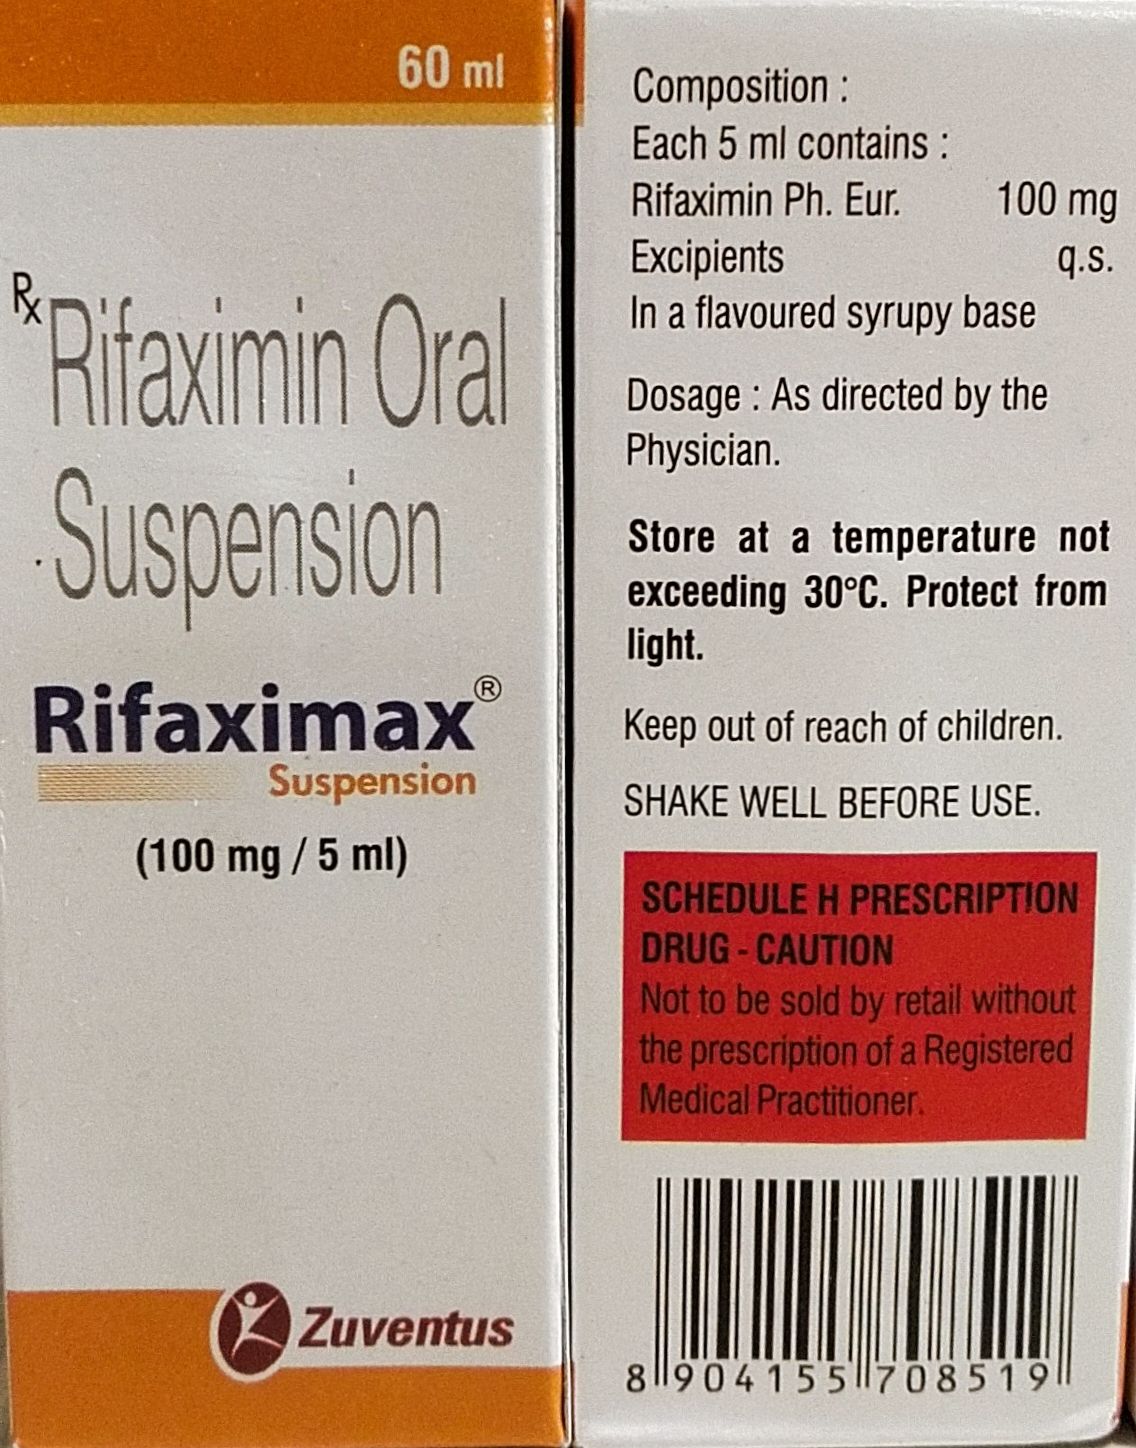 60 ml
Rx Rifaximin Oral
Suspension
Rifaximax®
Suspension
(100 mg / 5 ml)
Zuventus
Composition :
Each 5 ml contains :
Rifaximin Ph. Eur. 100 mg
Excipients q.s.
In a flavoured syrupy base
Dosage : As directed by the
Physician.
Store at a temperature not
exceeding 30°C. Protect from
light.
Keep out of reach of children.
SHAKE WELL BEFORE USE.
SCHEDULE H PRESCRIPTION
DRUG - CAUTION
Not to be sold by retail without
the prescription of a Registered
Medical Practitioner.
8 904155 708519